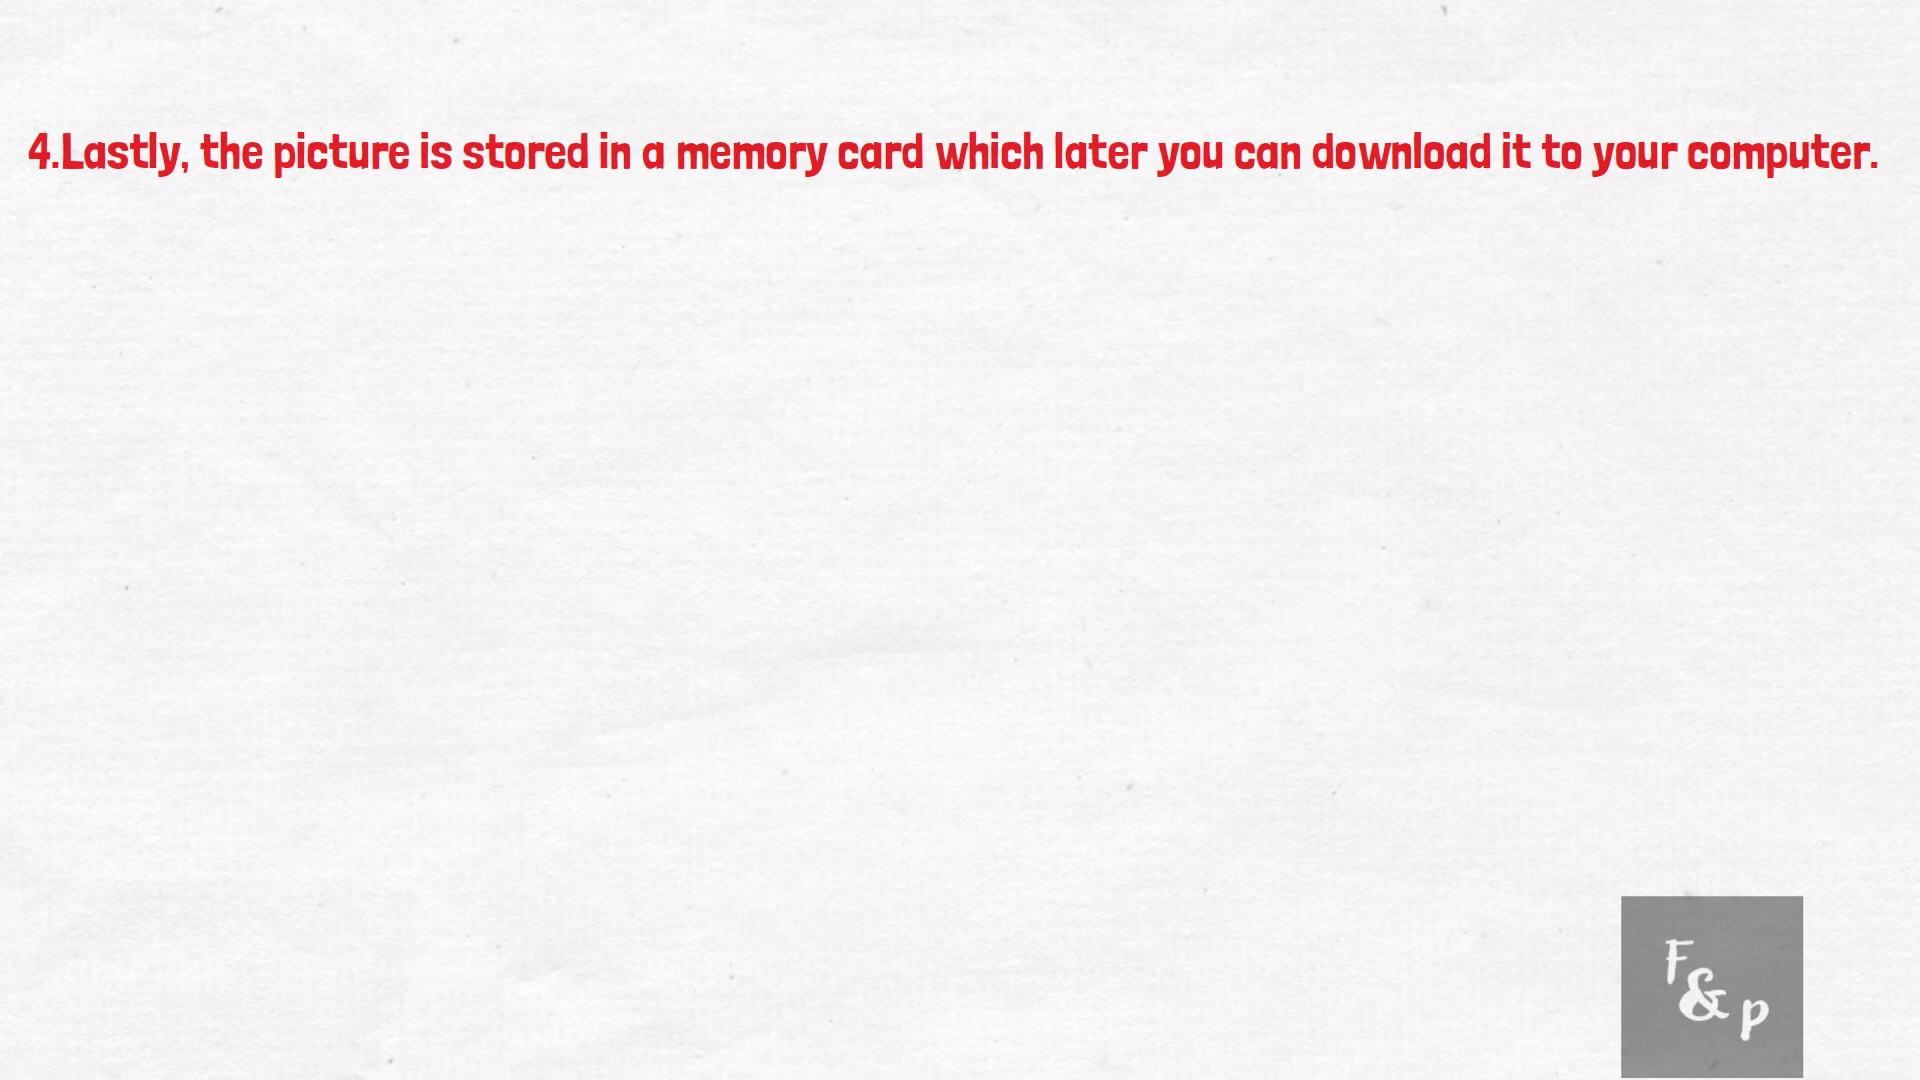 4.Lastly, the picture is stored in a memory card which later you can download it to your computer.
F
&
p